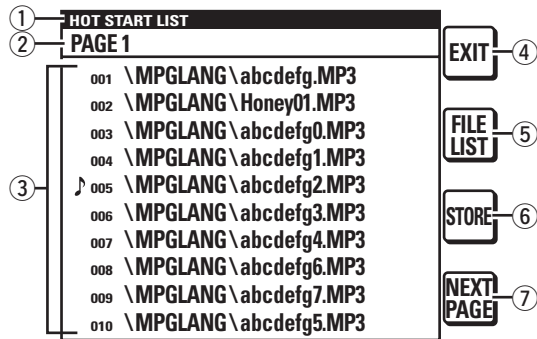 ① HOT START LIST
② PAGE 1
③
001 \MPGLANG\abcdefg.MP3
002 \MPGLANG\Honey01.MP3
003 \MPGLANG\abcdefg0.MP3
004 \MPGLANG\abcdefg1.MP3
♪ 005 \MPGLANG\abcdefg2.MP3
006 \MPGLANG\abcdefg3.MP3
007 \MPGLANG\abcdefg4.MP3
008 \MPGLANG\abcdefg6.MP3
009 \MPGLANG\abcdefg7.MP3
010 \MPGLANG\abcdefg5.MP3
EXIT ④
FILE
LIST ⑤
STORE ⑥
NEXT
PAGE ⑦